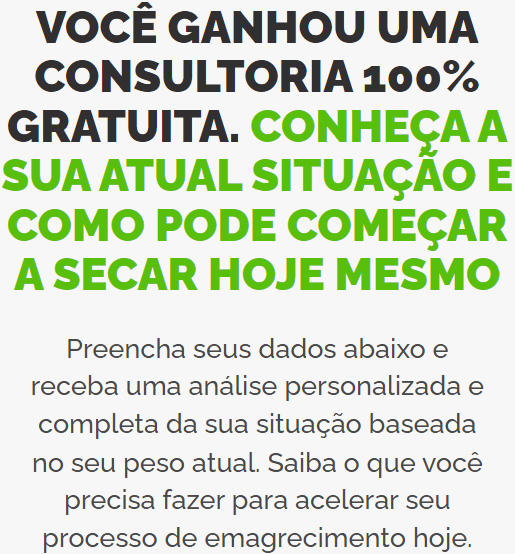 VOCÊ GANHOU UMA
CONSULTORIA 100%
GRATUITA. CONHEÇA A
SUA ATUAL SITUAÇÃO E
COMO PODE COMEÇAR
A SECAR HOJE MESMO
Preencha seus dados abaixo e
receba uma análise personalizada e
completa da sua situação baseada
no seu peso atual. Saiba o que você
precisa fazer para acelerar seu
processo de emagrecimento hoje.